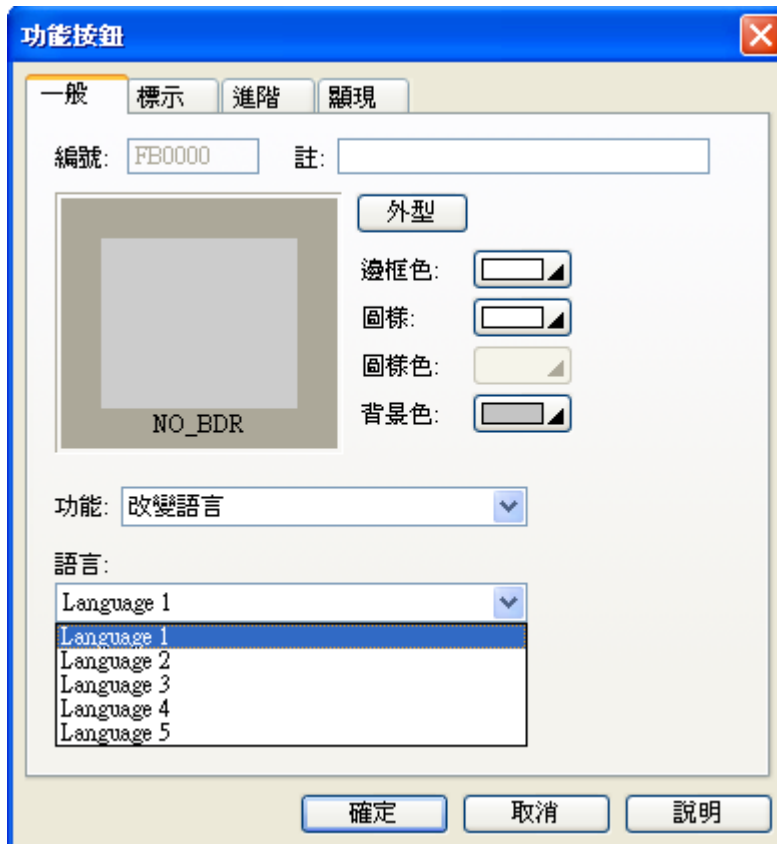 功能按鈕
一般 標示 進階 顯現
編號: FB0000 註:
外型
邊框色:
圖樣:
圖樣色:
背景色:
NO_BDR
功能: 改變語言
語言:
Language 1
Language 1
Language 2
Language 3
Language 4
Language 5
確定 取消 說明